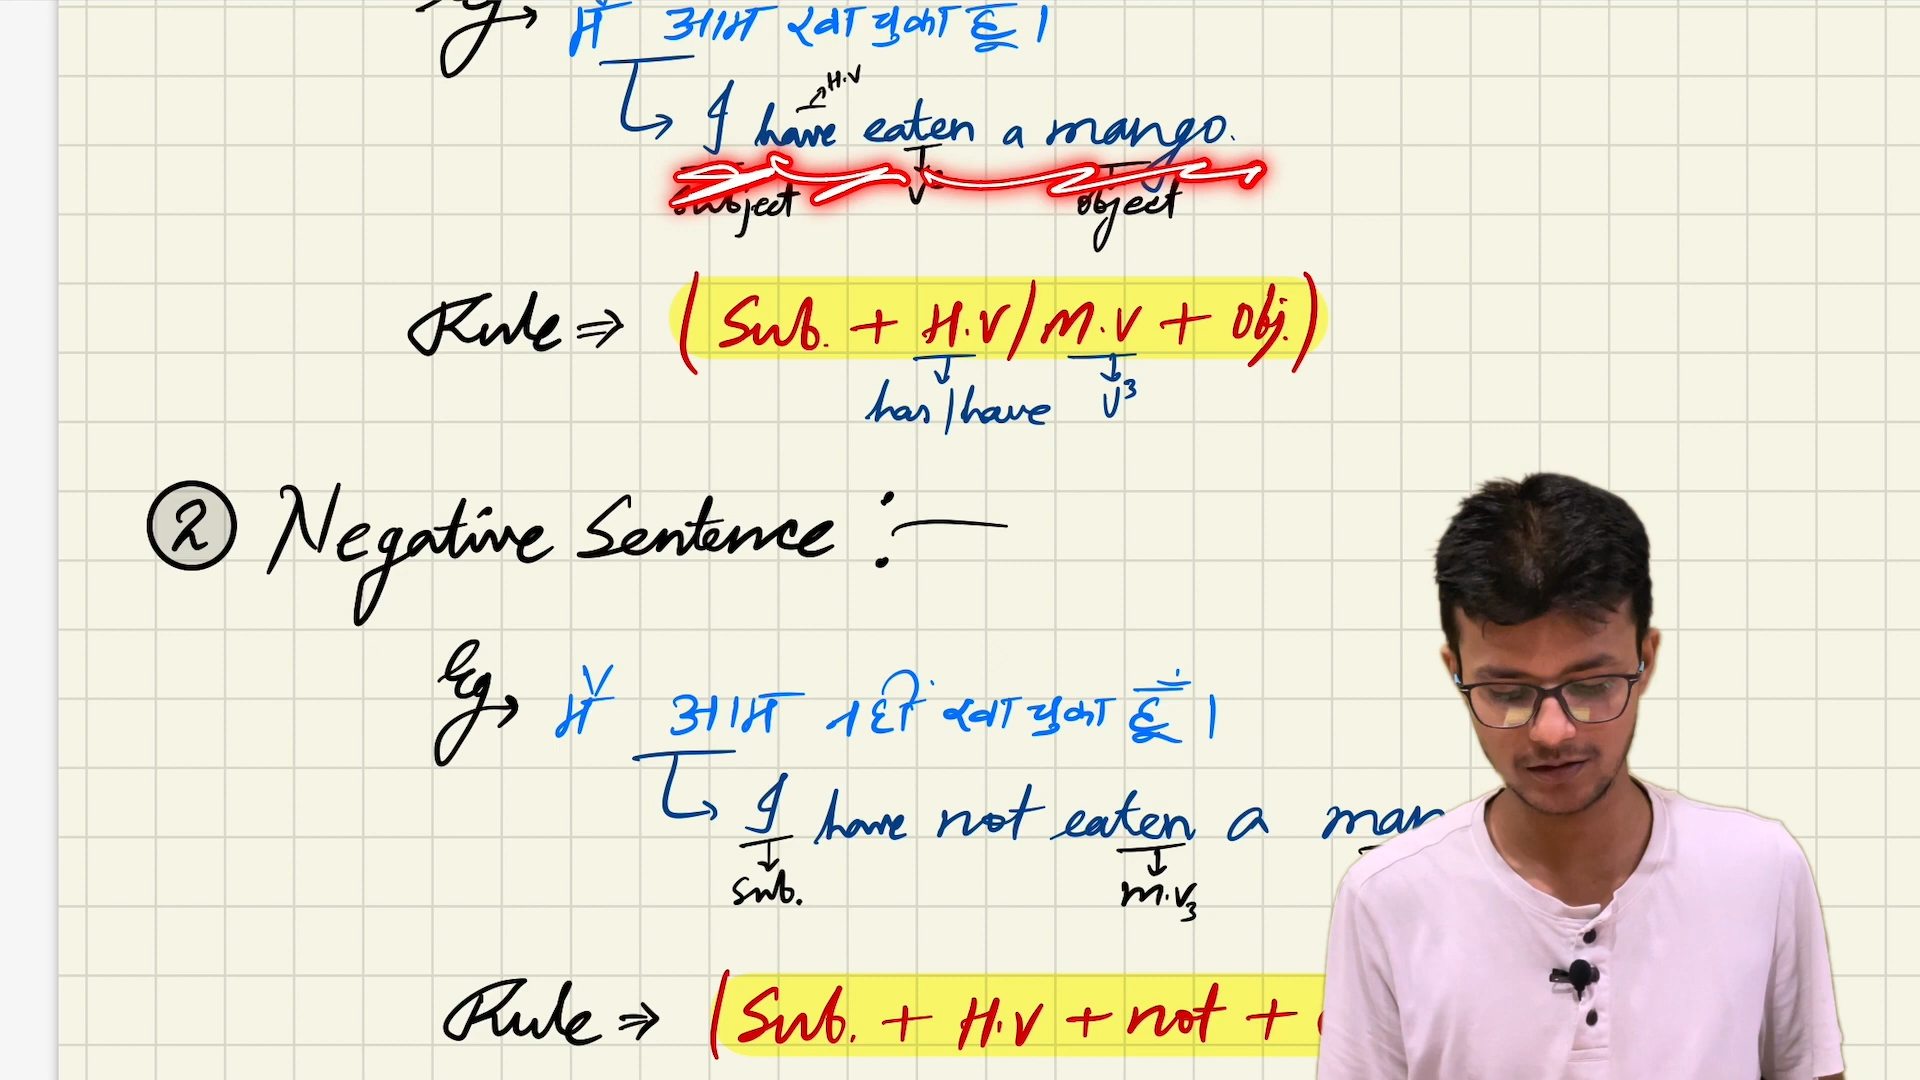 Eg→ मैं आम खा चुका हूँ।
H.V
I have eaten a mango.
Subject V object
Rule ⇒ (Sub. + H.V/M.V + Obj.)
has/have V³
② Negative Sentence :—
Eg→ मैं आम नहीं खा चुका हूँ।
I have not eaten a man
Sub. M.V₃
Rule ⇒ (Sub. + H.V + not +